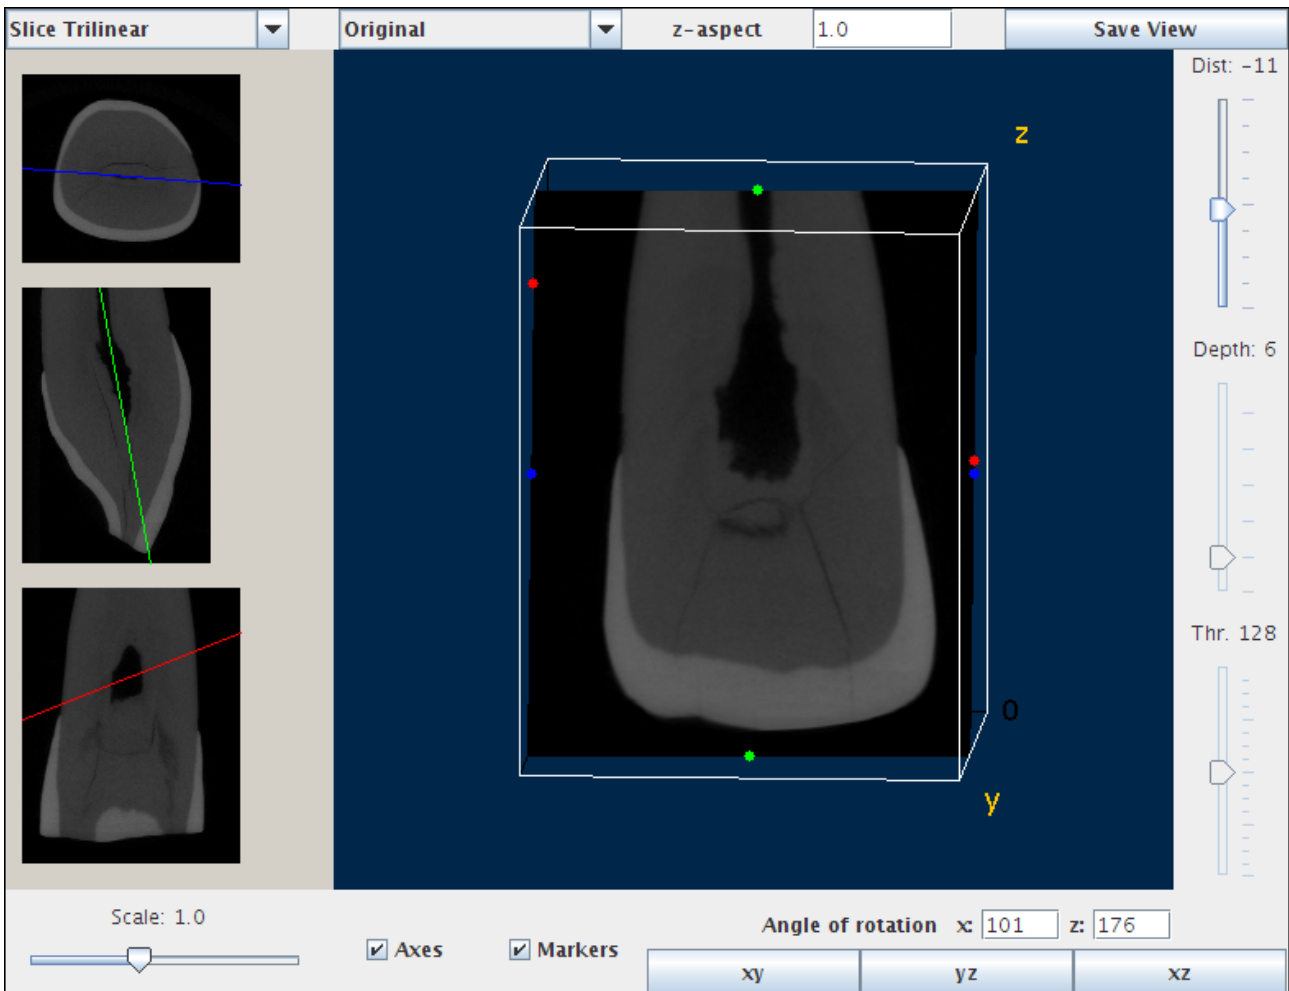 Slice Trilinear
Original
z-aspect
1.0
Save View
Dist: -11
z
Depth: 6
Thr. 128
0
y
Scale: 1.0
Axes
Markers
Angle of rotation x: 101 z: 176
xy
yz
xz